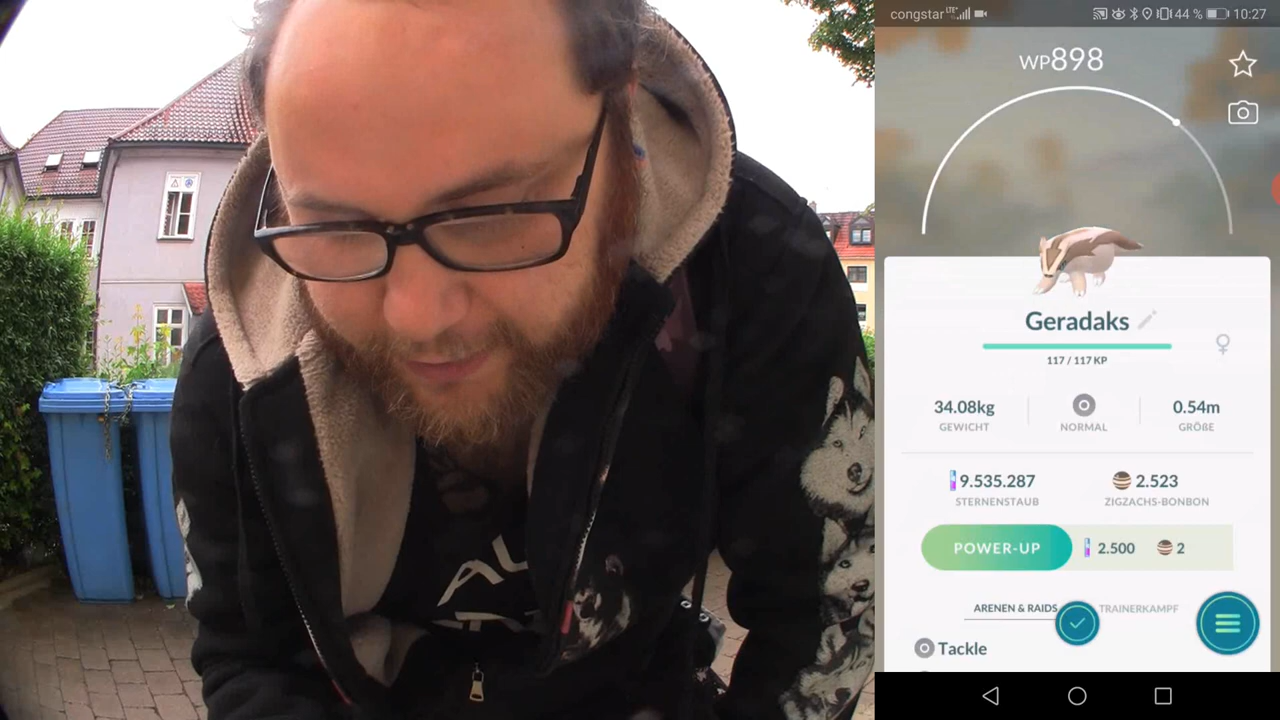 congstar LTE 44 % 10:27
WP898
Geradaks
117 / 117 KP
34.08kg
GEWICHT
NORMAL
0.54m
GRÖßE
9.535.287
STERNENSTAUB
2.523
ZIGZACHS-BONBON
POWER-UP 2.500 2
ARENEN & RAIDS TRAINERKAMPF
Tackle